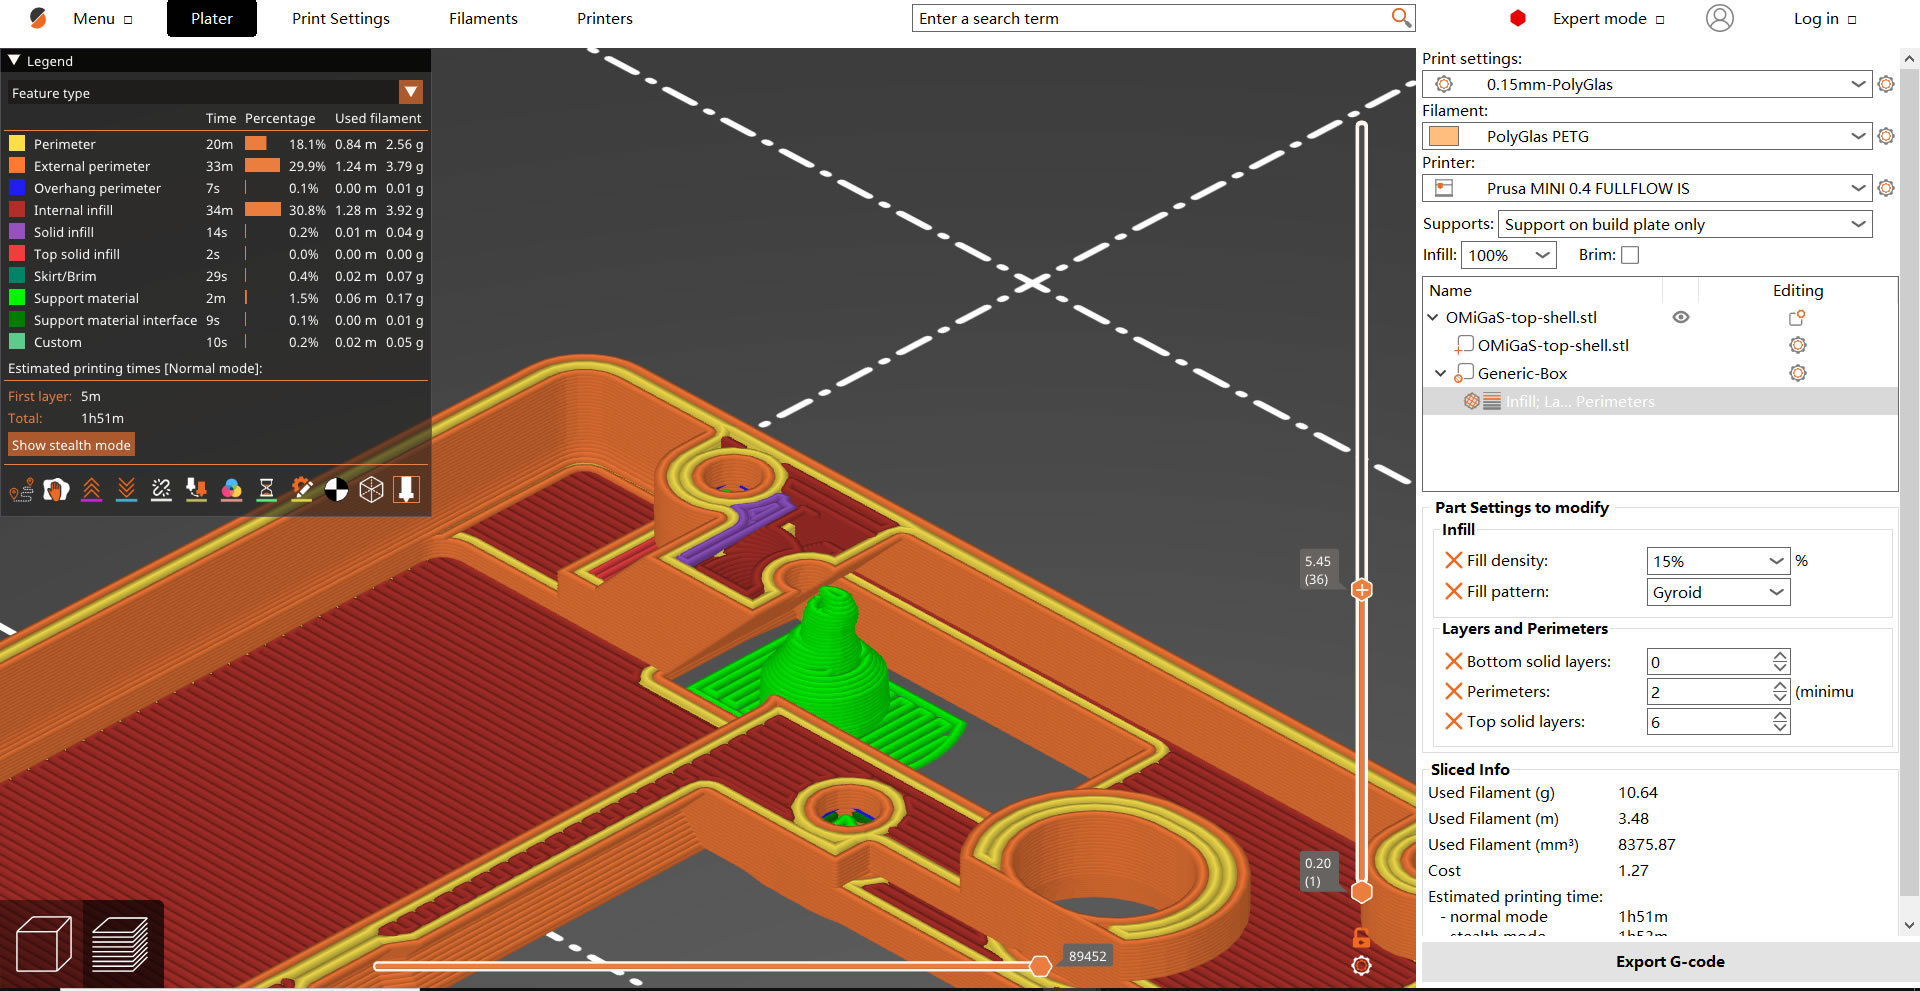 Menu Plater Print Settings Filaments Printers Enter a search term Expert mode Log in
Legend
Feature type
Time Percentage Used filament
Perimeter 20m 18.1% 0.84 m 2.56 g
External perimeter 33m 29.9% 1.24 m 3.79 g
Overhang perimeter 7s 0.1% 0.00 m 0.01 g
Internal infill 34m 30.8% 1.28 m 3.92 g
Solid infill 14s 0.2% 0.01 m 0.04 g
Top solid infill 2s 0.0% 0.00 m 0.00 g
Skirt/Brim 29s 0.4% 0.02 m 0.07 g
Support material 2m 1.5% 0.06 m 0.17 g
Support material interface 9s 0.1% 0.00 m 0.01 g
Custom 10s 0.2% 0.02 m 0.05 g
Estimated printing times [Normal mode]:
First layer: 5m
Total: 1h51m
Show stealth mode
5.45
(36)
0.20
(1)
89452
Print settings:
0.15mm-PolyGlas
Filament:
PolyGlas PETG
Printer:
Prusa MINI 0.4 FULLFLOW IS
Supports: Support on build plate only
Infill: 100% Brim:
Name Editing
OMiGaS-top-shell.stl
OMiGaS-top-shell.stl
Generic-Box
Infill; La... Perimeters
Part Settings to modify
Infill
Fill density: 15% %
Fill pattern: Gyroid
Layers and Perimeters
Bottom solid layers: 0
Perimeters: 2 (minimu
Top solid layers: 6
Sliced Info
Used Filament (g) 10.64
Used Filament (m) 3.48
Used Filament (mm³) 8375.87
Cost 1.27
Estimated printing time:
- normal mode 1h51m
- stealth mode 1h52m
Export G-code